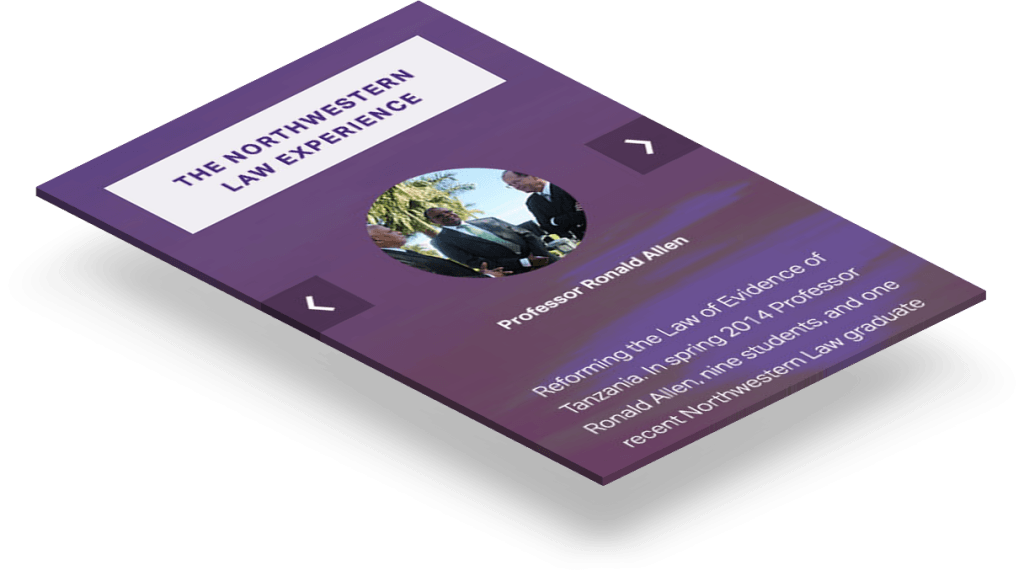 THE NORTHWESTERN
LAW EXPERIENCE
Professor Ronald Allen
Reforming the Law of Evidence of
Tanzania. In spring 2014 Professor
Ronald Allen, nine students, and one
recent Northwestern Law graduate